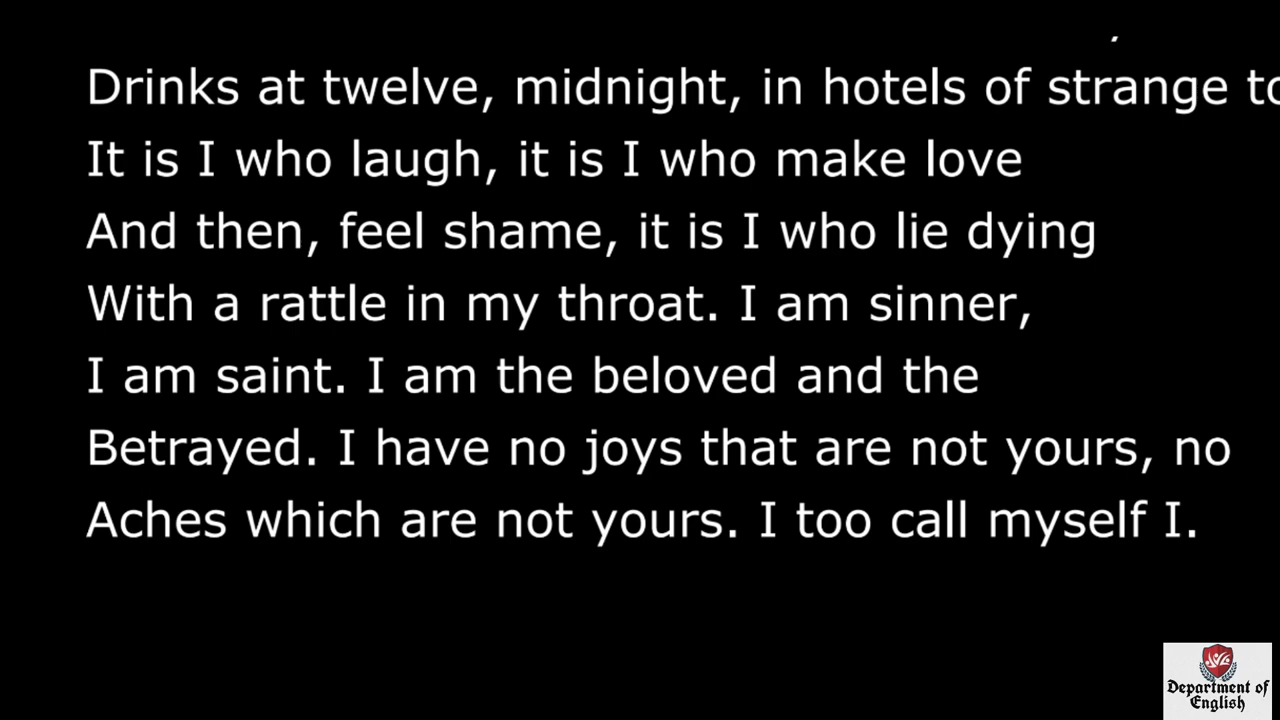 Drinks at twelve, midnight, in hotels of strange
It is I who laugh, it is I who make love
And then, feel shame, it is I who lie dying
With a rattle in my throat. I am sinner,
I am saint. I am the beloved and the
Betrayed. I have no joys that are not yours, no
Aches which are not yours. I too call myself I.
Department of
English